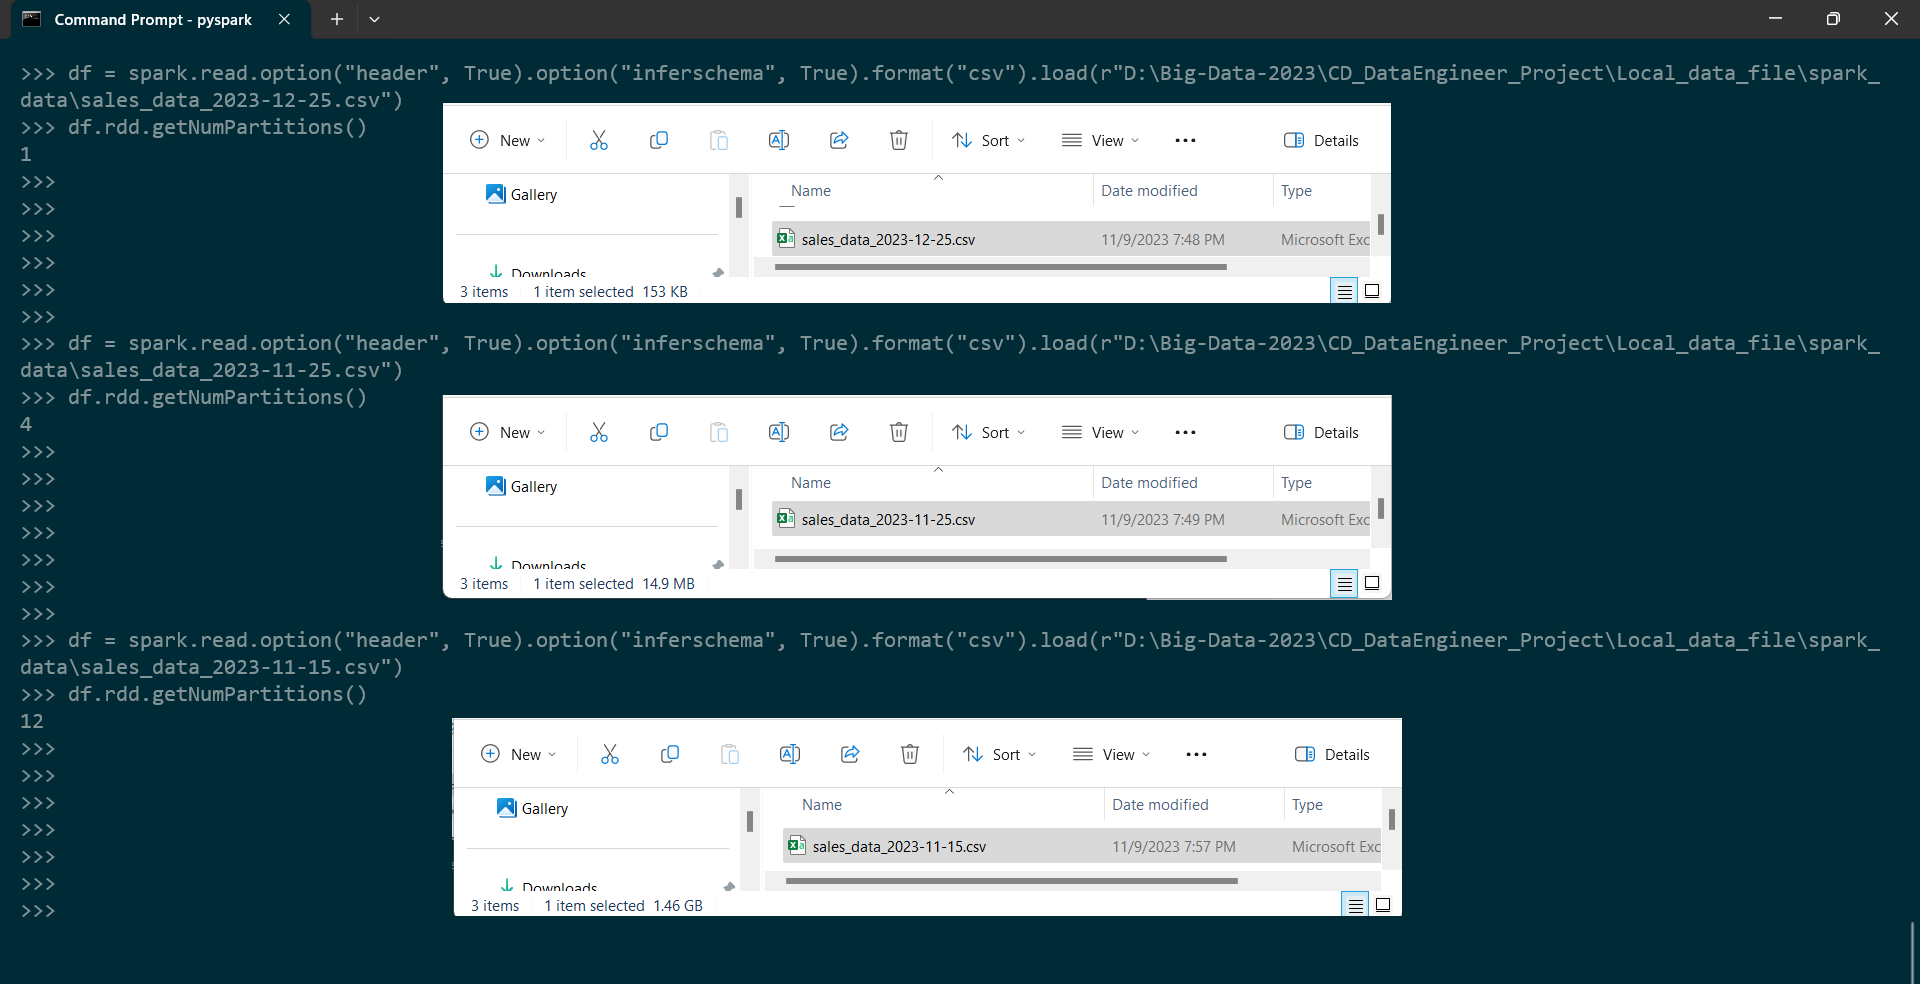 Command Prompt - pyspark
>>> df = spark.read.option("header", True).option("inferschema", True).format("csv").load(r"D:\Big-Data-2023\CD_DataEngineer_Project\Local_data_file\spark_
data\sales_data_2023-12-25.csv")
>>> df.rdd.getNumPartitions()
1
>>>
>>>
>>>
>>>
>>>
>>>
New Sort View Details
Name Date modified Type
Gallery
sales_data_2023-12-25.csv 11/9/2023 7:48 PM Microsoft Exc
Downloads
3 items 1 item selected 153 KB
>>> df = spark.read.option("header", True).option("inferschema", True).format("csv").load(r"D:\Big-Data-2023\CD_DataEngineer_Project\Local_data_file\spark_
data\sales_data_2023-11-25.csv")
>>> df.rdd.getNumPartitions()
4
>>>
>>>
>>>
>>>
>>>
>>>
>>>
New Sort View Details
Name Date modified Type
Gallery
sales_data_2023-11-25.csv 11/9/2023 7:49 PM Microsoft Exc
Downloads
3 items 1 item selected 14.9 MB
>>> df = spark.read.option("header", True).option("inferschema", True).format("csv").load(r"D:\Big-Data-2023\CD_DataEngineer_Project\Local_data_file\spark_
data\sales_data_2023-11-15.csv")
>>> df.rdd.getNumPartitions()
12
>>>
>>>
>>>
>>>
>>>
>>>
>>>
New Sort View Details
Name Date modified Type
Gallery
sales_data_2023-11-15.csv 11/9/2023 7:57 PM Microsoft Exc
Downloads
3 items 1 item selected 1.46 GB